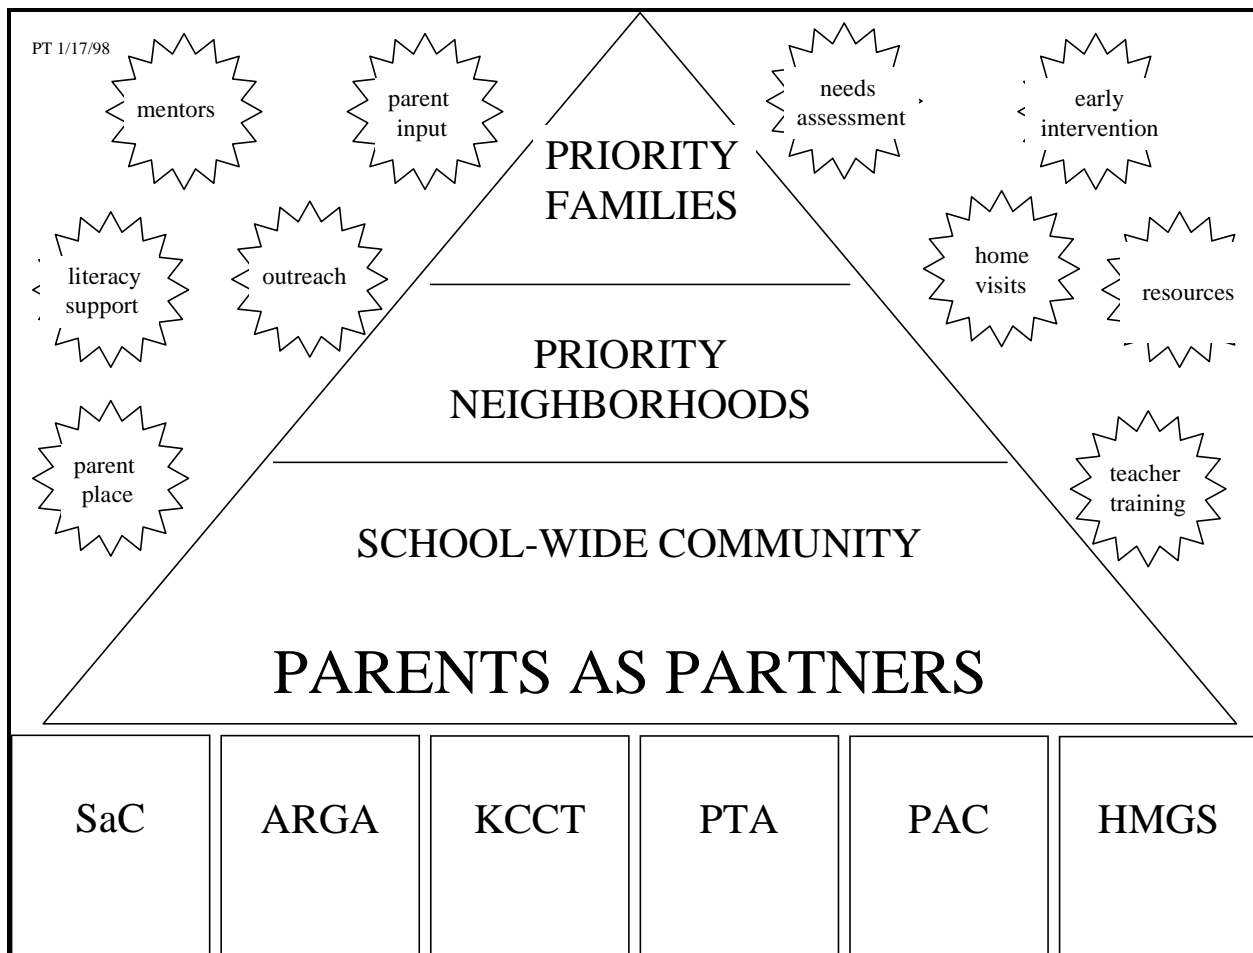 PT 1/17/98
mentors
parent
input
needs
assessment
early
intervention
PRIORITY
FAMILIES
literacy
support
outreach
home
visits
resources
PRIORITY
NEIGHBORHOODS
parent
place
teacher
training
SCHOOL-WIDE COMMUNITY
PARENTS AS PARTNERS
SaC
ARGA
KCCT
PTA
PAC
HMGS